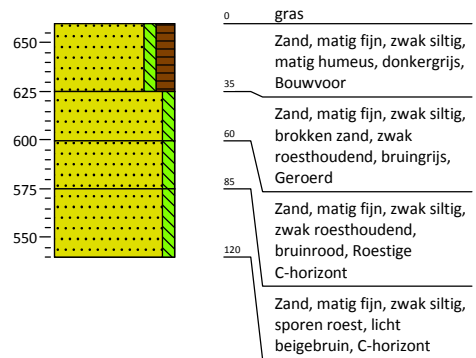 650
625
600
575
550
0
gras
Zand, matig fijn, zwak siltig,
matig humeus, donkergrijs,
Bouwvoor
35
Zand, matig fijn, zwak siltig,
brokken zand, zwak
roesthoudend, bruingrijs,
Geroerd
60
Zand, matig fijn, zwak siltig,
zwak roesthoudend,
bruinrood, Roestige
C-horizont
85
Zand, matig fijn, zwak siltig,
sporen roest, licht
beigebruin, C-horizont
120